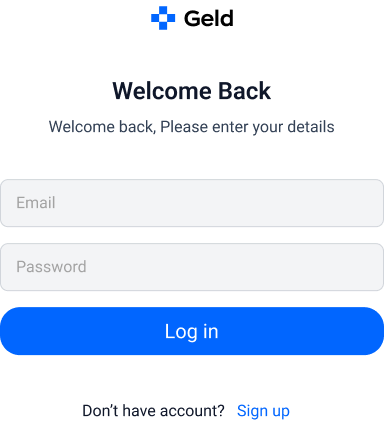 Geld
Welcome Back
Welcome back, Please enter your details
Email
Password
Log in
Don’t have account? Sign up